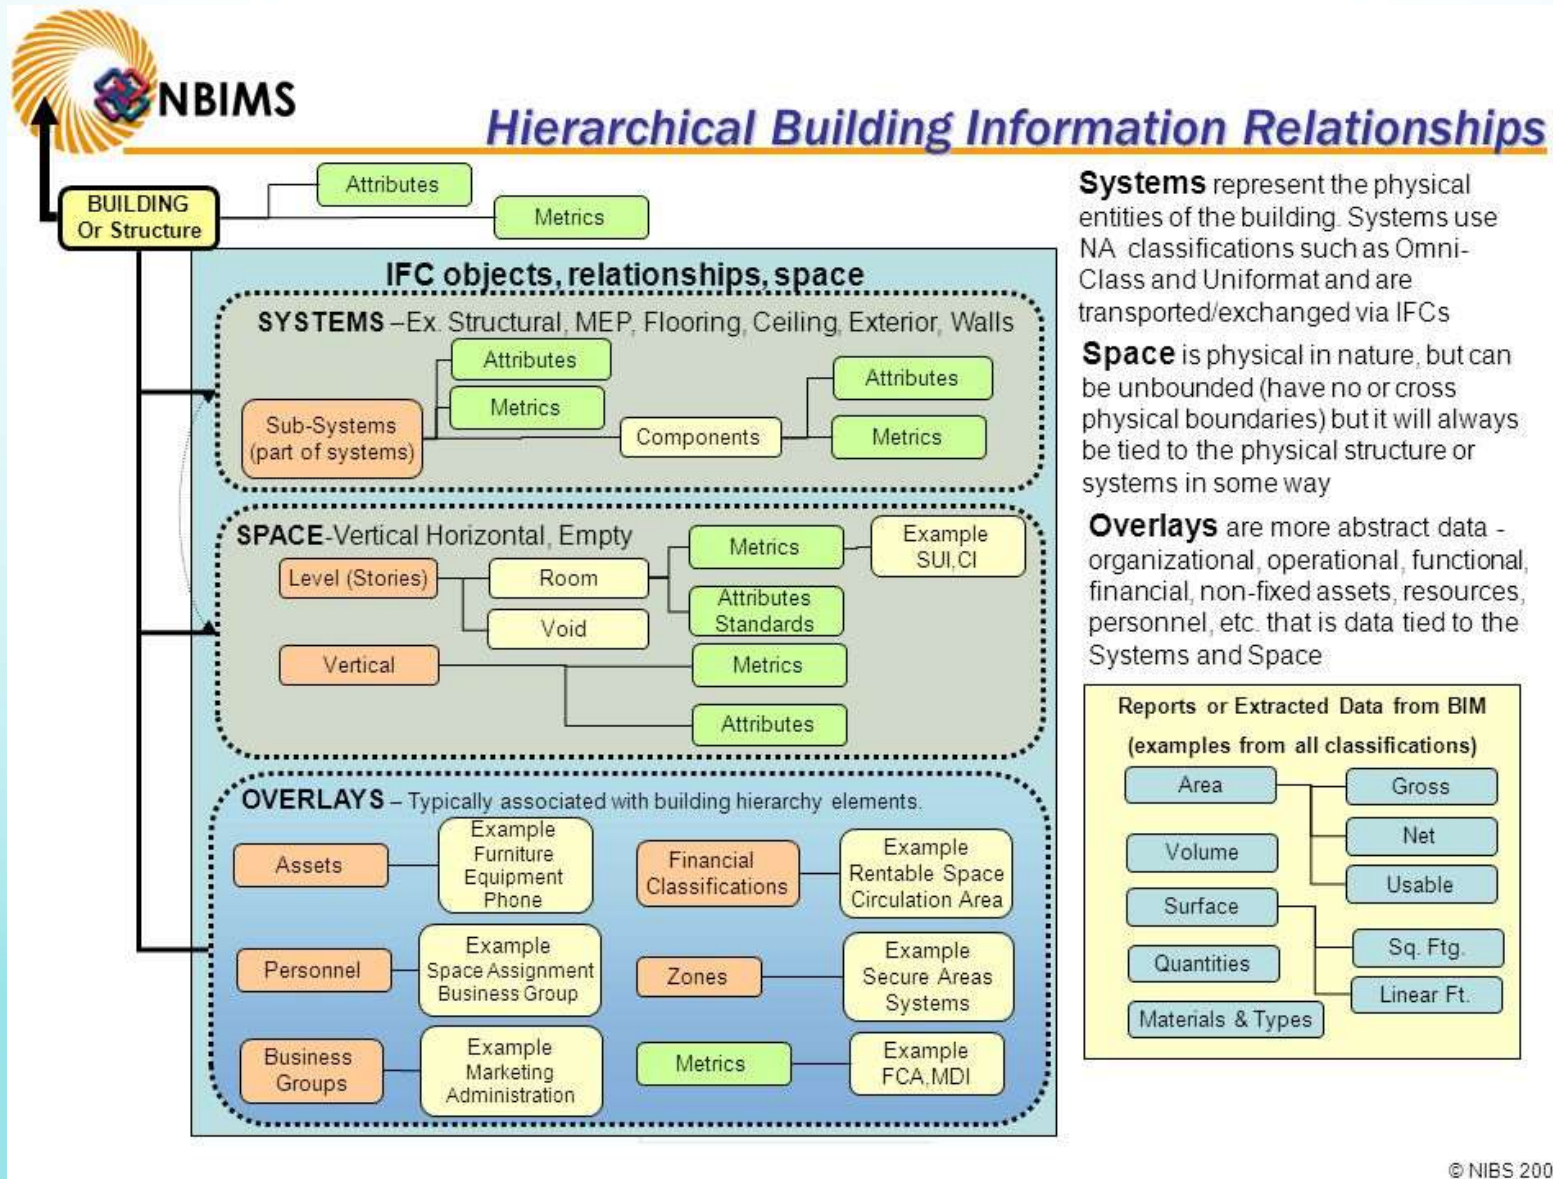 NBIMS
Hierarchical Building Information Relationships
BUILDING
Or Structure
Attributes
Metrics
IFC objects, relationships, space
SYSTEMS –Ex. Structural, MEP, Flooring, Ceiling, Exterior, Walls
Attributes
Metrics
Sub-Systems
(part of systems)
Components
Attributes
Metrics
SPACE-Vertical Horizontal, Empty
Level (Stories)
Room
Void
Metrics
Example
SUI,CI
Attributes
Standards
Vertical
Metrics
Attributes
OVERLAYS – Typically associated with building hierarchy elements.
Assets
Example
Furniture
Equipment
Phone
Financial
Classifications
Example
Rentable Space
Circulation Area
Personnel
Example
Space Assignment
Business Group
Zones
Example
Secure Areas
Systems
Business
Groups
Example
Marketing
Administration
Metrics
Example
FCA,MDI
Systems represent the physical
entities of the building. Systems use
NA classifications such as Omni-
Class and Uniformat and are
transported/exchanged via IFCs
Space is physical in nature, but can
be unbounded (have no or cross
physical boundaries) but it will always
be tied to the physical structure or
systems in some way
Overlays are more abstract data -
organizational, operational, functional,
financial, non-fixed assets, resources,
personnel, etc. that is data tied to the
Systems and Space
Reports or Extracted Data from BIM
(examples from all classifications)
Area
Gross
Net
Usable
Volume
Surface
Sq. Ftg.
Linear Ft.
Quantities
Materials & Types
© NIBS 200